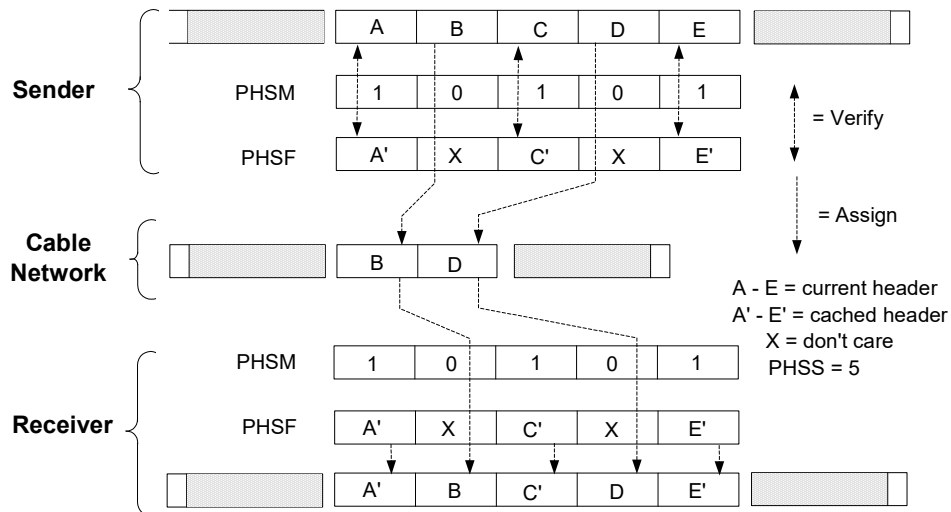 A B C D E
Sender
PHSM 1 0 1 0 1
= Verify
PHSF A' X C' X E'
= Assign
Cable
Network
B D
A - E = current header
A' - E' = cached header
X = don't care
PHSS = 5
PHSM 1 0 1 0 1
Receiver
PHSF A' X C' X E'
A' B C' D E'